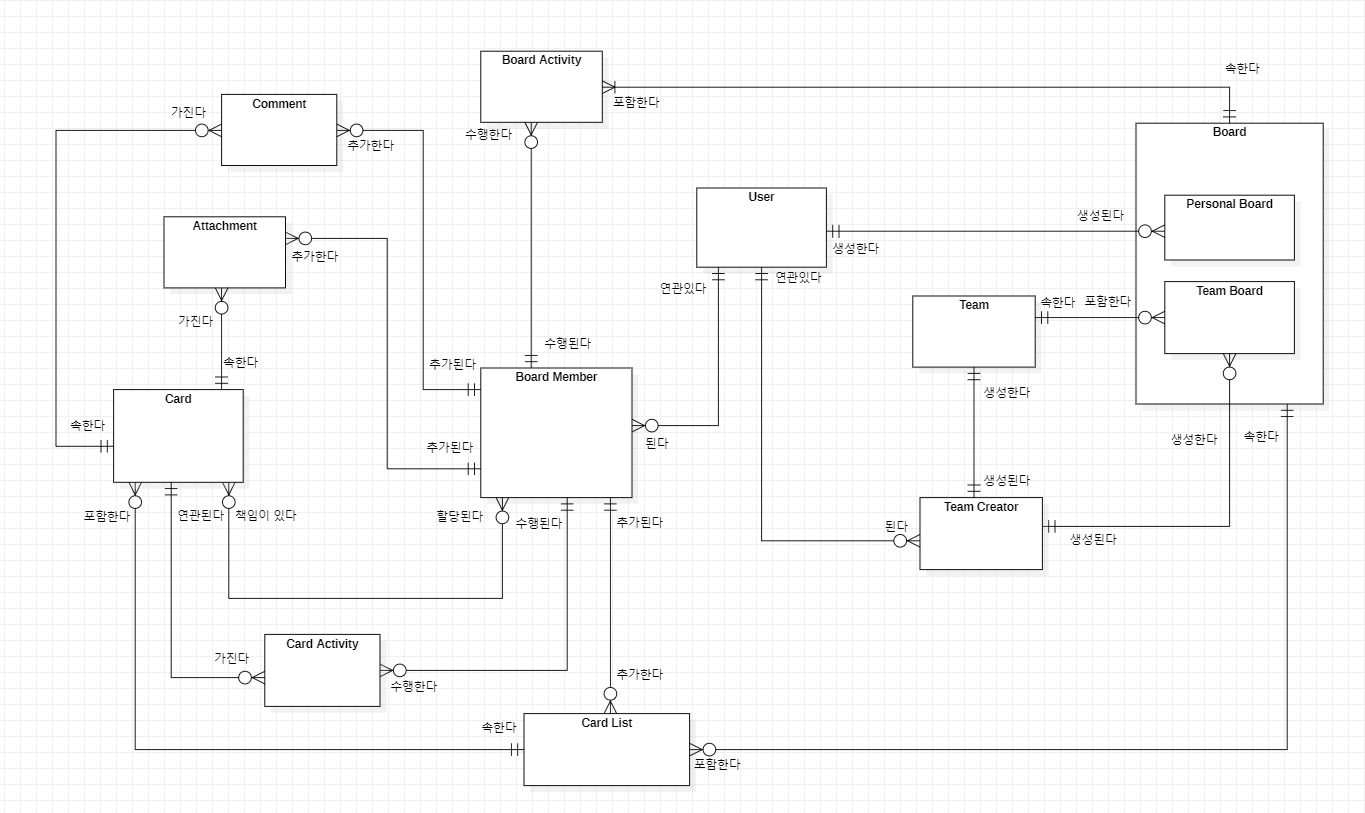 Board Activity
속한다
포함한다
Comment
가진다
수행한다
추가한다
Board
User
Personal Board
생성된다
생성한다
Attachment
추가한다
연관있다
연관있다
Team Board
Team
속한다
포함한다
가진다
수행된다
속한다
추가된다
Board Member
생성한다
Card
속한다
추가된다
된다
생성한다
속한다
생성된다
포함한다
연관된다
책임이 있다
할당된다
수행된다
추가된다
Team Creator
된다
생성된다
Card Activity
가진다
수행한다
추가한다
속한다
Card List
포함한다